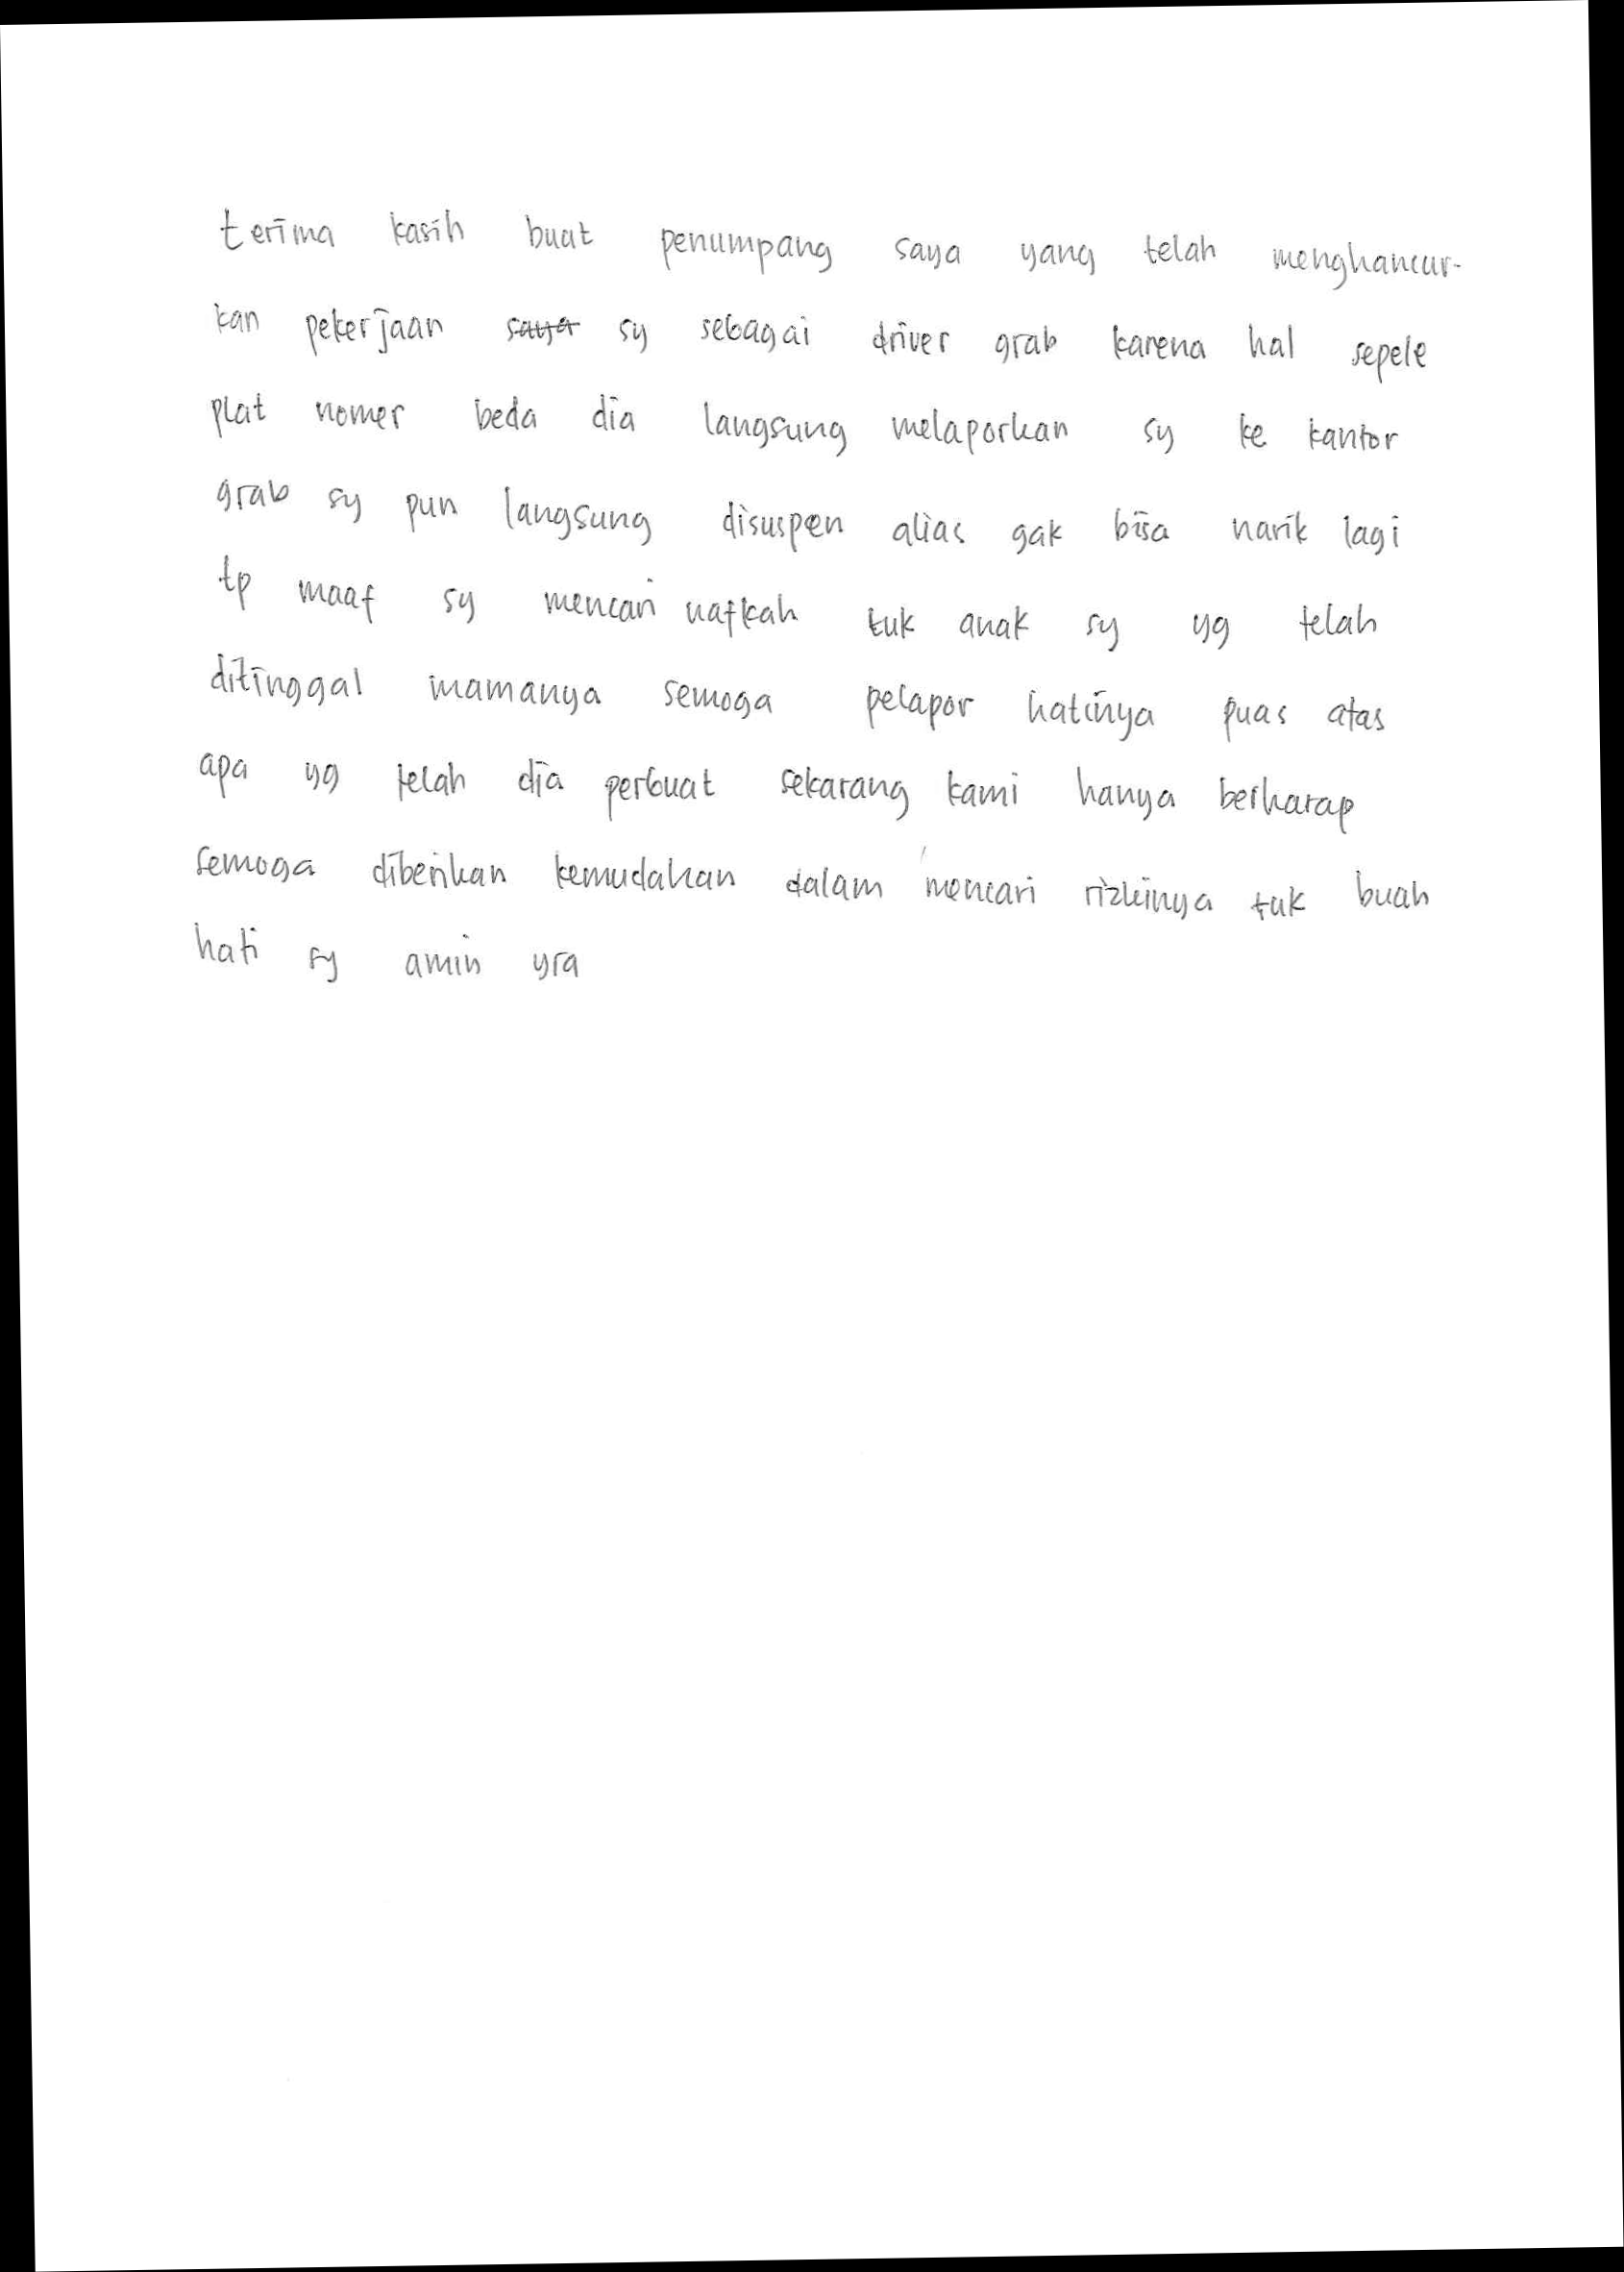 terima kasih buat penumpang saya yang telah menghancur-
kan pekerjaan saya sy sebagai driver grab karena hal sepele
plat nomer beda dia langsung melaporkan sy ke kantor
grab sy pun langsung disuspen alias gak bisa narik lagi
tp maaf sy mencari nafkah tuk anak sy yg telah
ditinggal mamanya semoga pelapor hatinya puas atas
apa yg telah dia perbuat sekarang kami hanya berharap
semoga diberikan kemudahan dalam mencari rizkinya tuk buah
hati sy amin yra